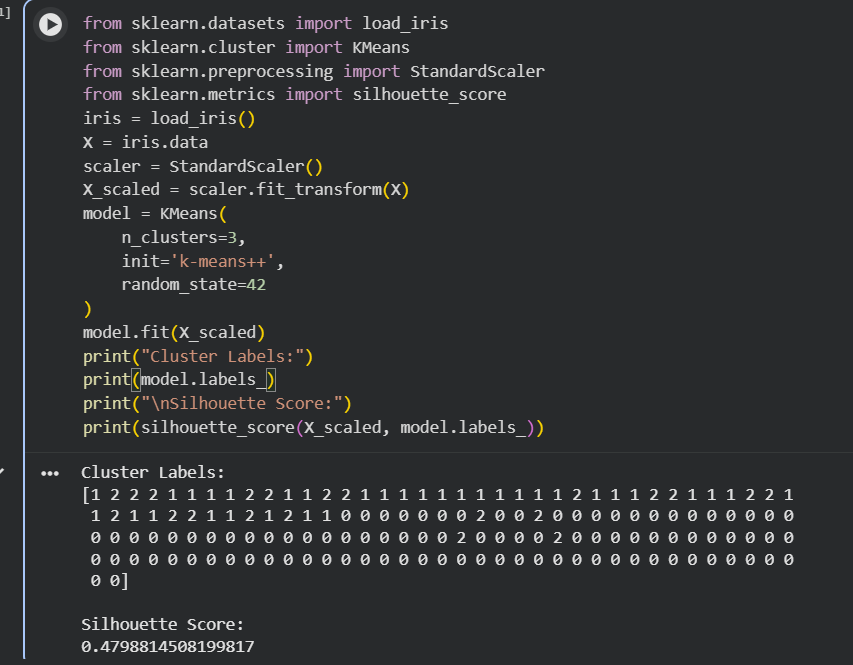 1]
from sklearn.datasets import load_iris
from sklearn.cluster import KMeans
from sklearn.preprocessing import StandardScaler
from sklearn.metrics import silhouette_score
iris = load_iris()
X = iris.data
scaler = StandardScaler()
X_scaled = scaler.fit_transform(X)
model = KMeans(
    n_clusters=3,
    init='k-means++',
    random_state=42
)
model.fit(X_scaled)
print("Cluster Labels:")
print(model.labels_)
print("\nSilhouette Score:")
print(silhouette_score(X_scaled, model.labels_))
Cluster Labels:
[1 2 2 2 1 1 1 1 2 2 1 1 2 2 1 1 1 1 1 1 1 1 1 1 1 2 1 1 1 2 2 1 1 1 2 2 1
 1 2 1 1 2 2 1 1 2 1 2 1 1 0 0 0 0 0 0 0 2 0 0 2 0 0 0 0 0 0 0 0 0 0 0 0 0
 0 0 0 0 0 0 0 0 0 0 0 0 0 0 0 0 0 0 0 2 0 0 0 0 2 0 0 0 0 0 0 0 0 0 0 0 0
 0 0 0 0 0 0 0 0 0 0 0 0 0 0 0 0 0 0 0 0 0 0 0 0 0 0 0 0 0 0 0 0 0 0 0 0 0
 0 0]
Silhouette Score:
0.4798814508199817